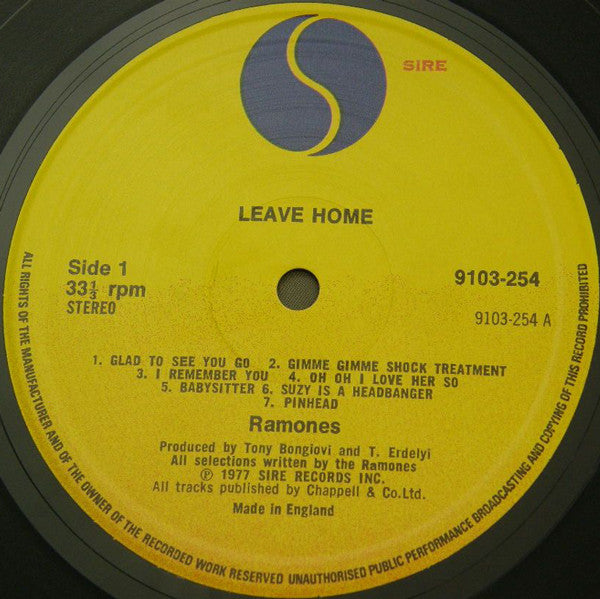 SIRE
LEAVE HOME
Side 1
33⅓ rpm
STEREO
9103-254
9103-254 A
1. GLAD TO SEE YOU GO 2. GIMME GIMME SHOCK TREATMENT
3. I REMEMBER YOU 4. OH OH I LOVE HER SO
5. BABYSITTER 6. SUZY IS A HEADBANGER
7. PINHEAD
Ramones
Produced by Tony Bongiovi and T. Erdelyi
All selections written by the Ramones
Ⓟ 1977 SIRE RECORDS INC.
All tracks published by Chappell & Co.Ltd.
Made in England
ALL RIGHTS OF THE MANUFACTURER AND OF THE OWNER OF THE RECORDED WORK RESERVED UNAUTHORISED PUBLIC PERFORMANCE BROADCASTING AND COPYING OF THIS RECORD PROHIBITED